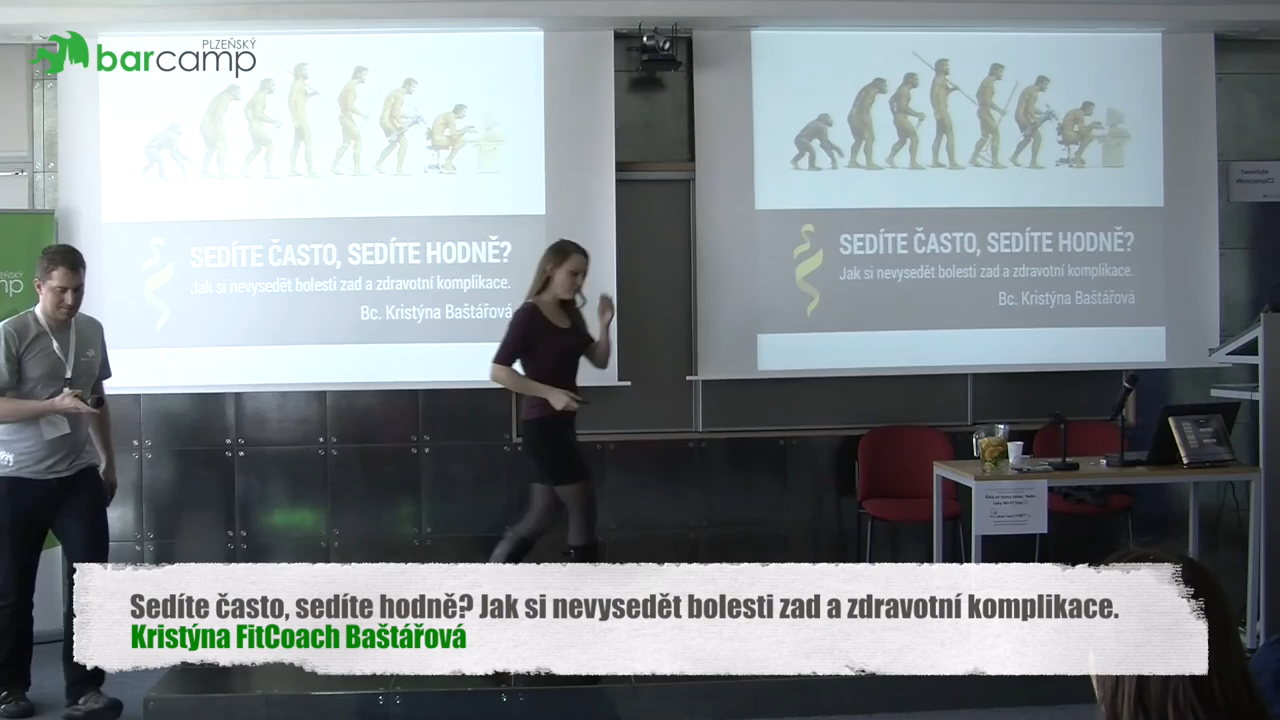 PLZEŇSKÝ
barcamp
SEDÍTE ČASTO, SEDÍTE HODNĚ?
Jak si nevysedět bolesti zad a zdravotní komplikace.
Bc. Kristýna Baštářová
SEDÍTE ČASTO, SEDÍTE HODNĚ?
Jak si nevysedět bolesti zad a zdravotní komplikace.
Bc. Kristýna Baštářová
Sedíte často, sedíte hodně? Jak si nevysedět bolesti zad a zdravotní komplikace.
Kristýna FitCoach Baštářová